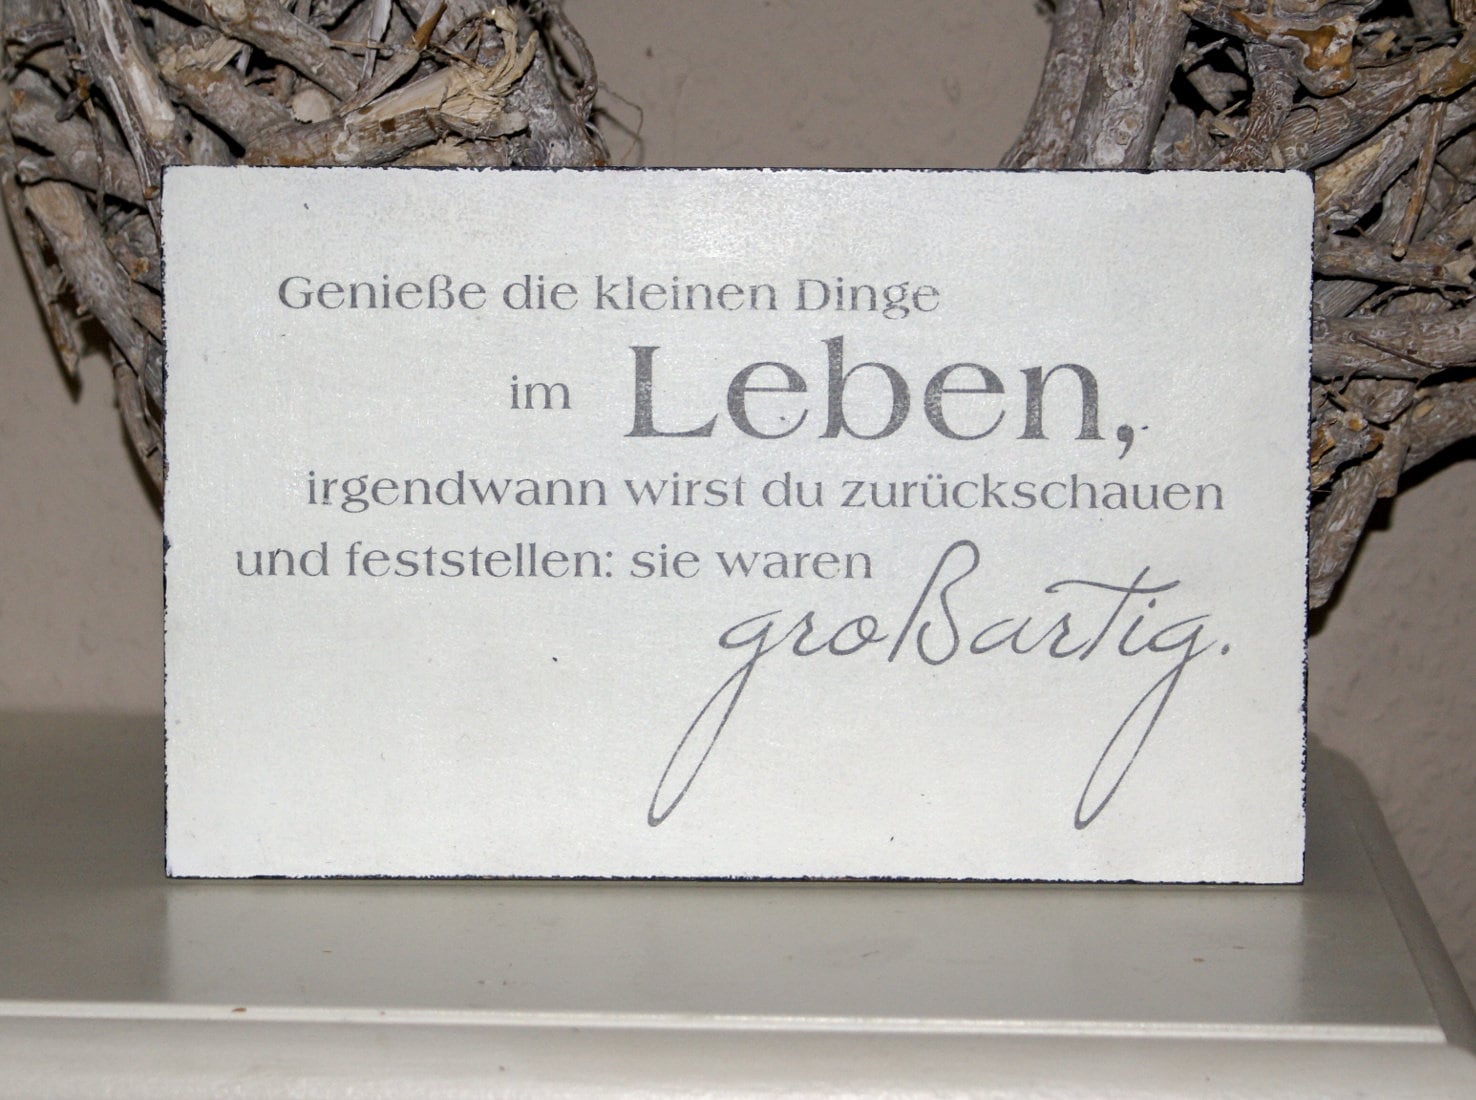 Genieße die kleinen Dinge
im Leben,
irgendwann wirst du zurückschauen
und feststellen: sie waren
großartig.